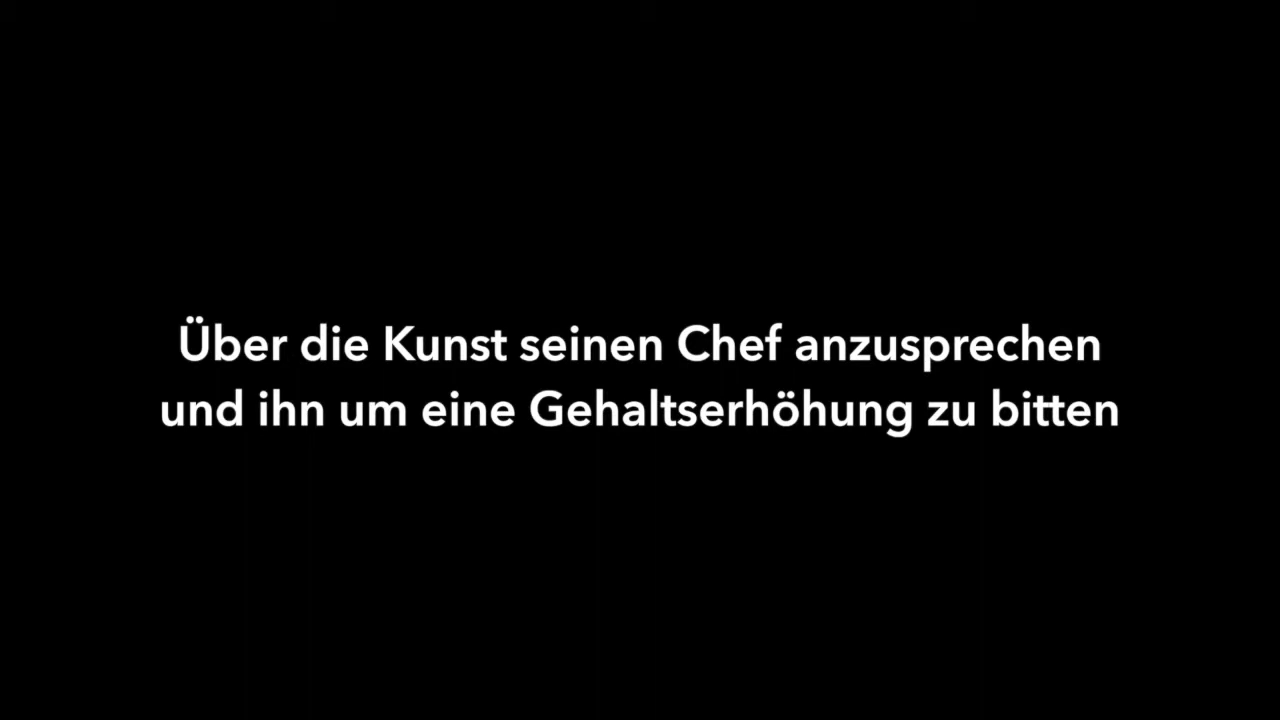 Über die Kunst seinen Chef anzusprechen
und ihn um eine Gehaltserhöhung zu bitten